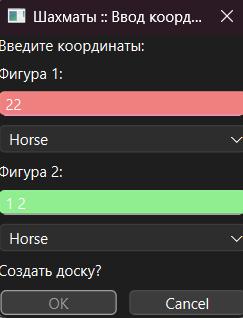 Шахматы :: Ввод коорд...
Введите координаты:
Фигура 1:
22
Horse
Фигура 2:
1 2
Horse
Создать доску?
OK
Cancel